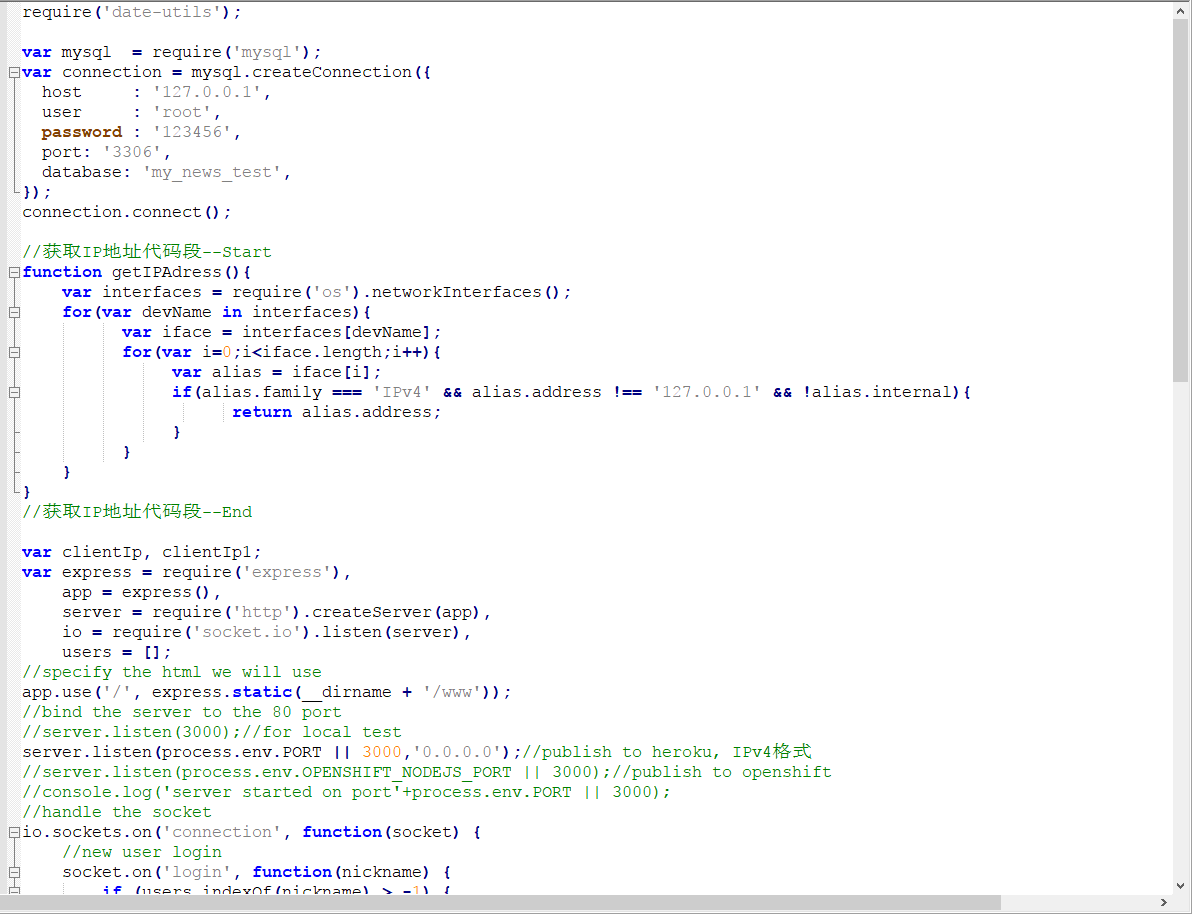 require('date-utils');
var mysql  = require('mysql');
var connection = mysql.createConnection({
  host     : '127.0.0.1',
  user     : 'root',
  password : '123456',
  port: '3306',
  database: 'my_news_test',
});
connection.connect();
//获取IP地址代码段--Start
function getIPAdress(){
    var interfaces = require('os').networkInterfaces();
    for(var devName in interfaces){
          var iface = interfaces[devName];
          for(var i=0;i<iface.length;i++){
               var alias = iface[i];
               if(alias.family === 'IPv4' && alias.address !== '127.0.0.1' && !alias.internal){
                     return alias.address;
               }
          }
    }
}
//获取IP地址代码段--End
var clientIp, clientIp1;
var express = require('express'),
    app = express(),
    server = require('http').createServer(app),
    io = require('socket.io').listen(server),
    users = [];
//specify the html we will use
app.use('/', express.static(__dirname + '/www'));
//bind the server to the 80 port
//server.listen(3000);//for local test
server.listen(process.env.PORT || 3000,'0.0.0.0');//publish to heroku, IPv4格式
//server.listen(process.env.OPENSHIFT_NODEJS_PORT || 3000);//publish to openshift
//console.log('server started on port'+process.env.PORT || 3000);
//handle the socket
io.sockets.on('connection', function(socket) {
    //new user login
    socket.on('login', function(nickname) {
        if (users.indexOf(nickname) > -1) {